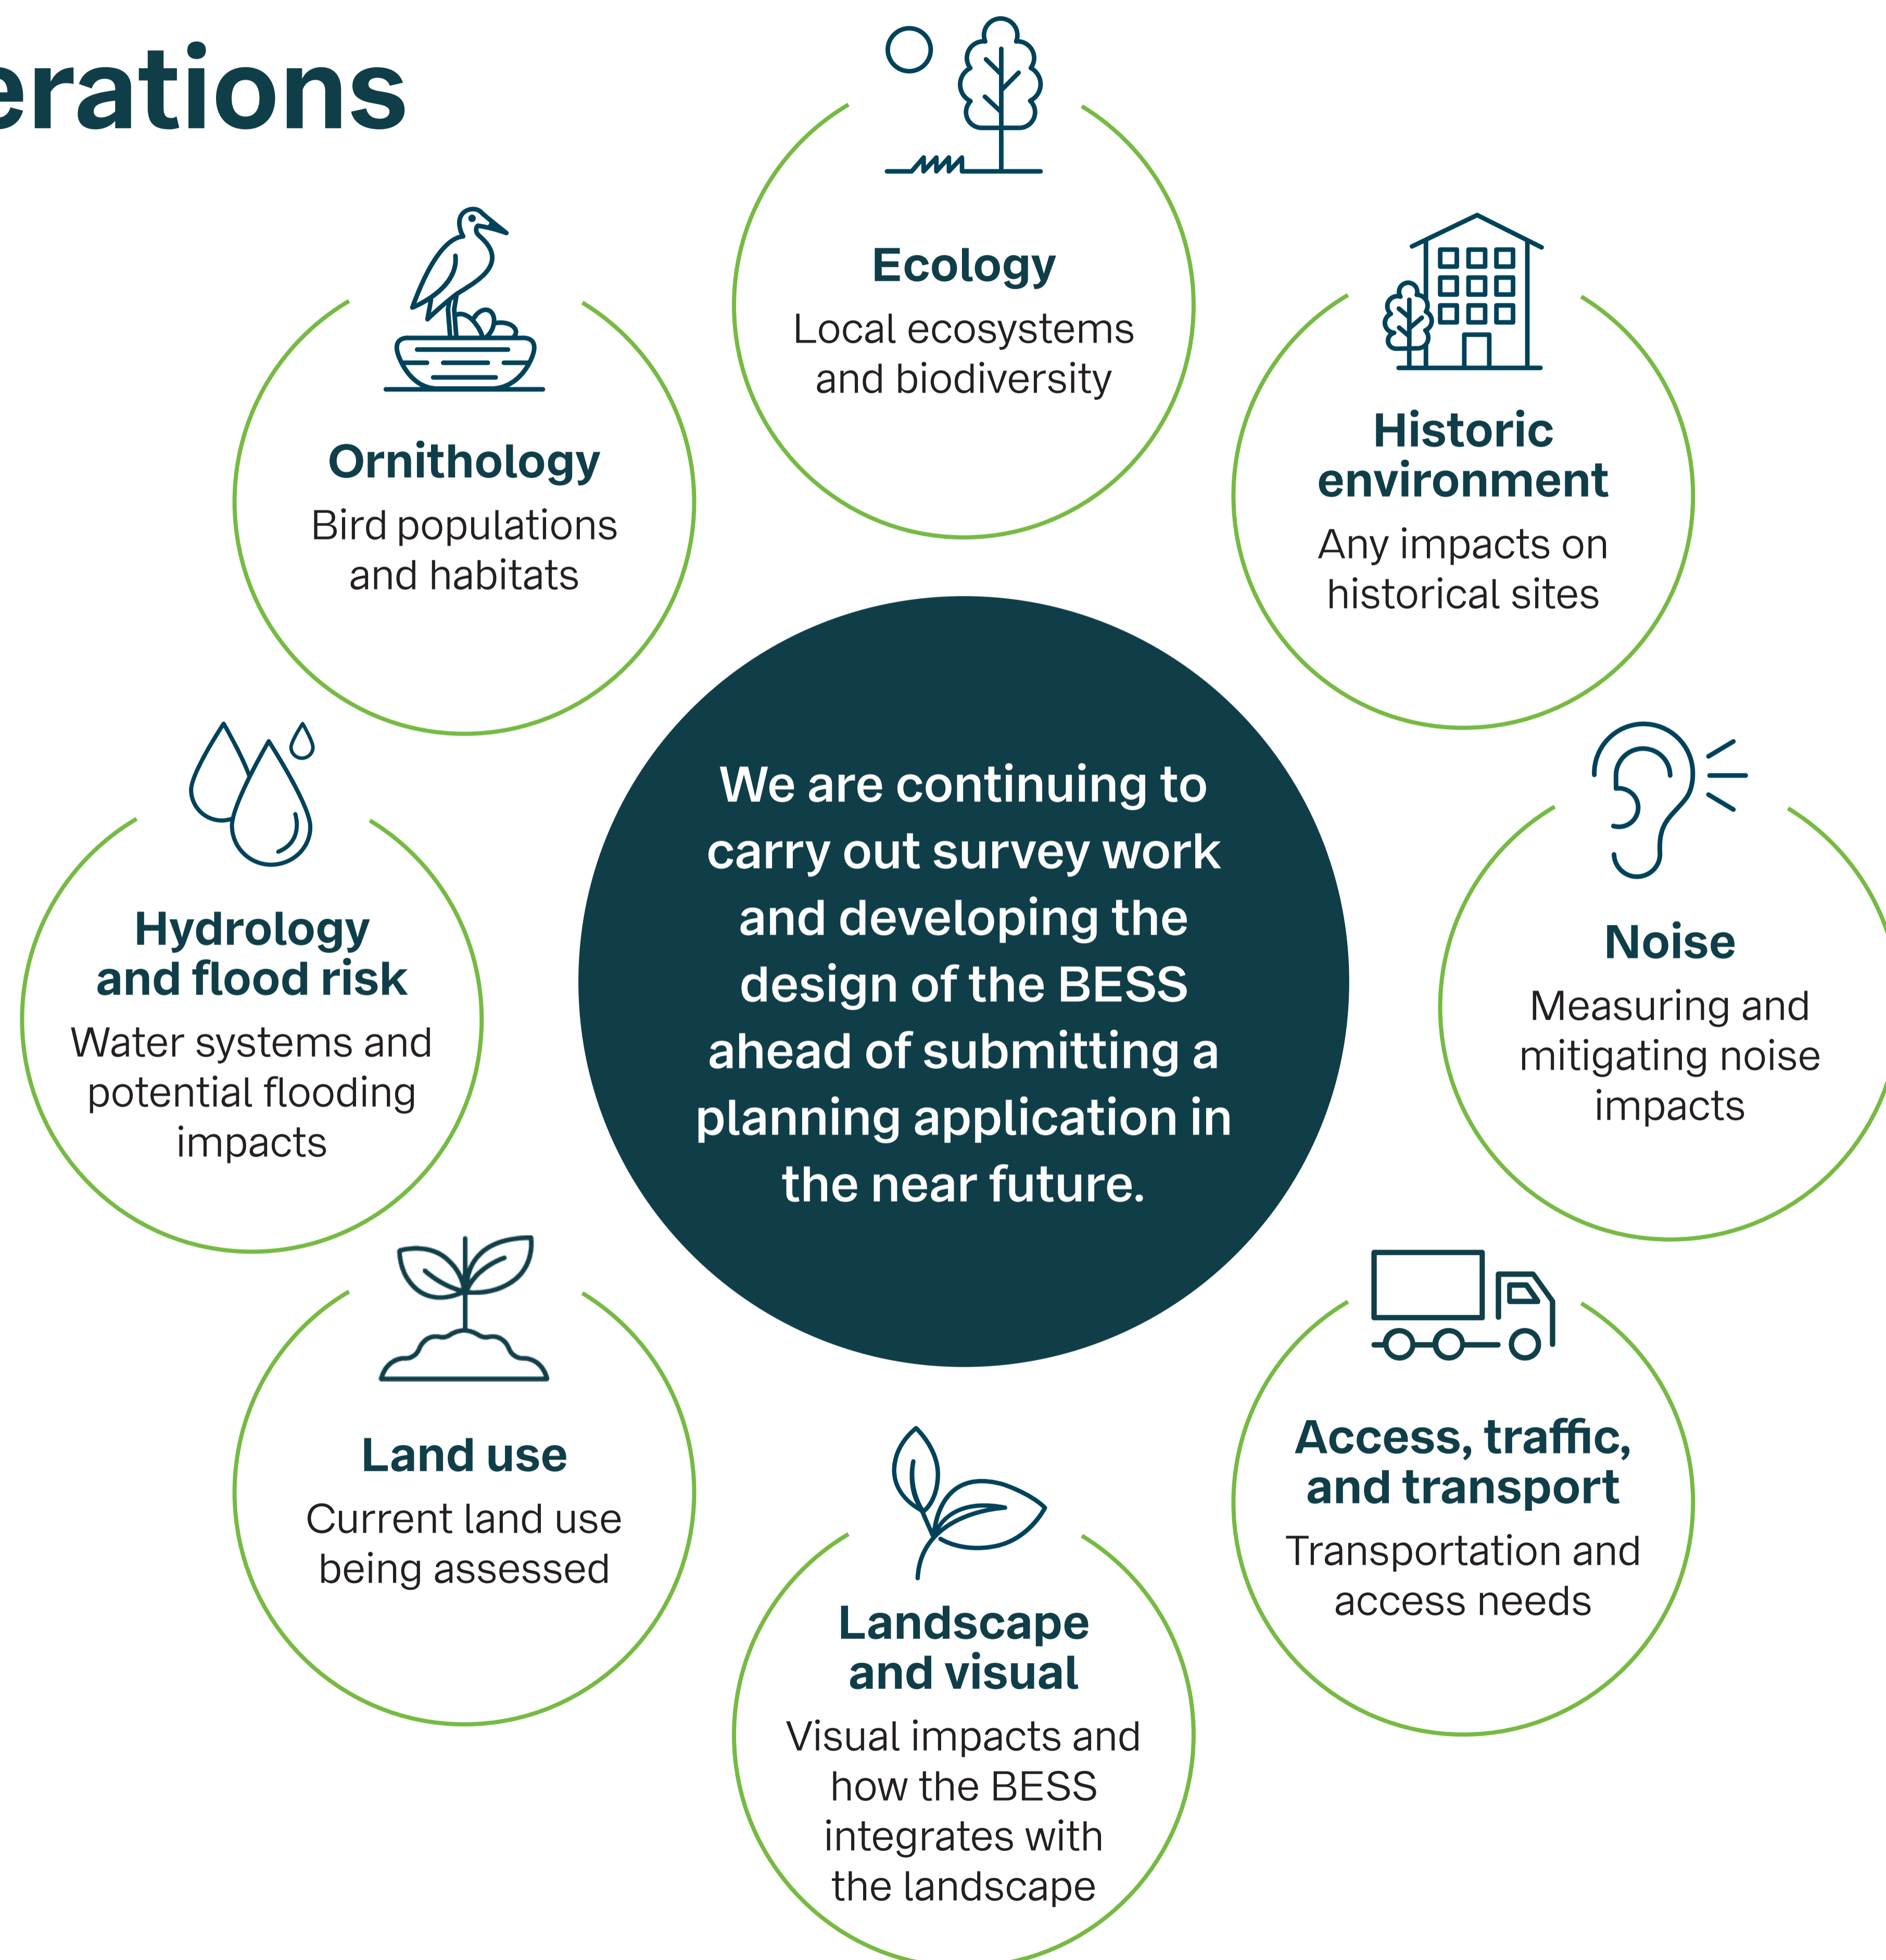 erations
Ecology
Local ecosystems
and biodiversity
Ornithology
Bird populations
and habitats
Historic
environment
Any impacts on
historical sites
We are continuing to
carry out survey work
and developing the
design of the BESS
ahead of submitting a
planning application in
the near future.
Hydrology
and flood risk
Water systems and
potential flooding
impacts
Noise
Measuring and
mitigating noise
impacts
Land use
Current land use
being assessed
Access, traffic,
and transport
Transportation and
access needs
Landscape
and visual
Visual impacts and
how the BESS
integrates with
the landscape